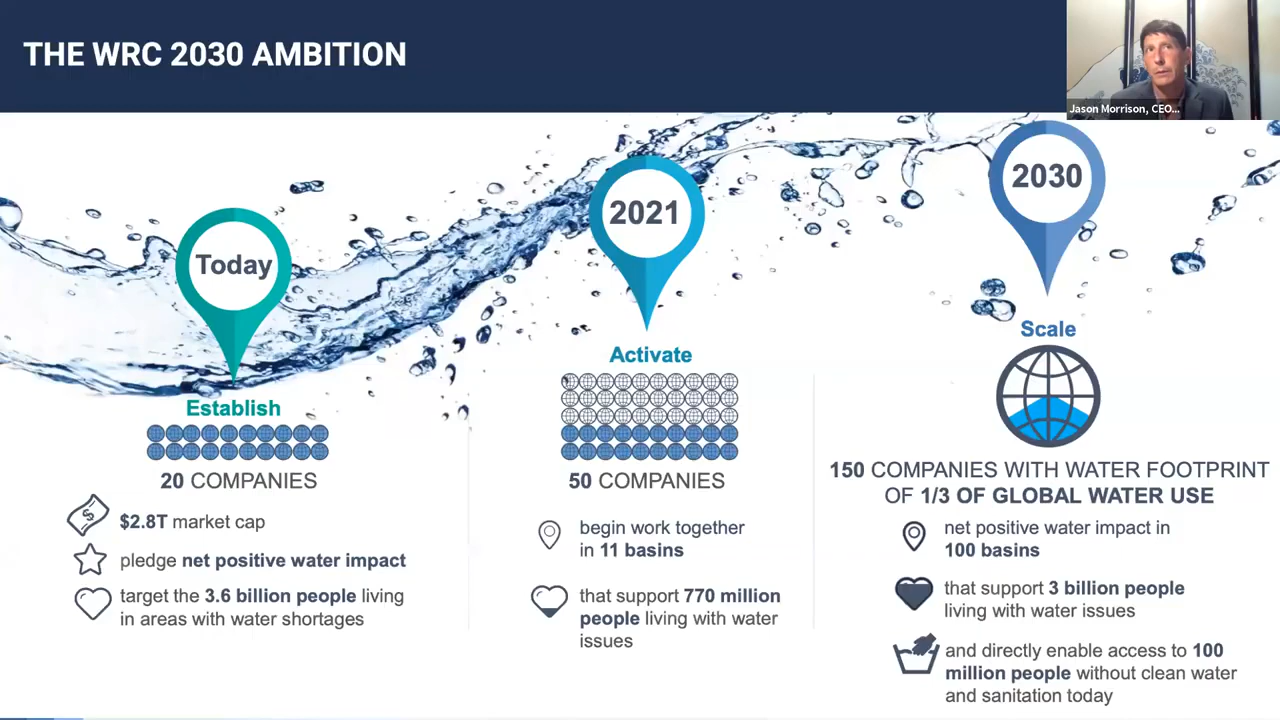 THE WRC 2030 AMBITION
Jason Morrison, CEO...
Today
2021
2030
Establish
20 COMPANIES
$2.8T market cap
pledge net positive water impact
target the 3.6 billion people living
in areas with water shortages
Activate
50 COMPANIES
begin work together
in 11 basins
that support 770 million
people living with water
issues
Scale
150 COMPANIES WITH WATER FOOTPRINT
OF 1/3 OF GLOBAL WATER USE
net positive water impact in
100 basins
that support 3 billion people
living with water issues
and directly enable access to 100
million people without clean water
and sanitation today